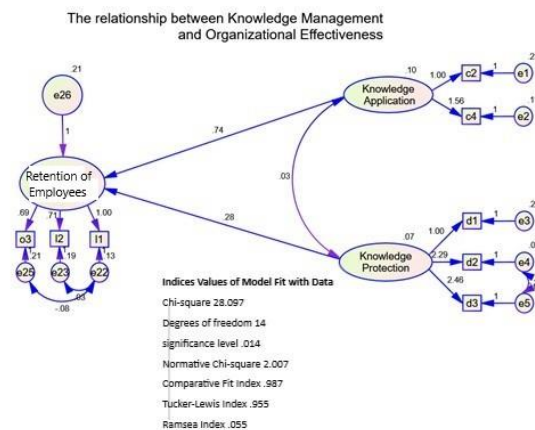 The relationship between Knowledge Management
and Organizational Effectiveness
.21
e26
1
.74
.10
Knowledge
Application
1.00
c2
1
e1
1.56
c4
1
e2
.03
Retention of
Employees
.69
.71
1.00
o3
l2
l1
.21
.19
.13
e25
e23
e22
.03
-.08
.28
.07
Knowledge
Protection
1.00
d1
1
e3
2.29
d2
e4
2.46
d3
1
e5
Indices Values of Model Fit with Data
Chi-square 28.097
Degrees of freedom 14
significance level .014
Normative Chi-square 2.007
Comparative Fit Index .987
Tucker-Lewis Index .955
Ramsea Index .055